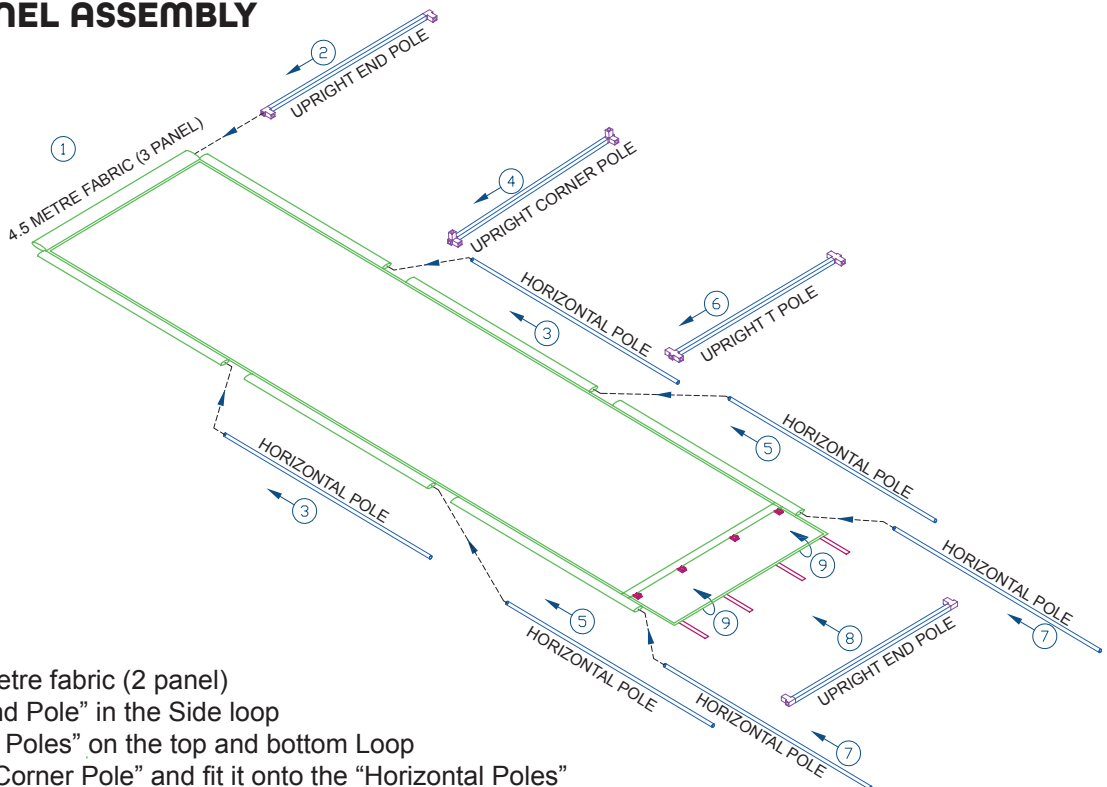 NEL ASSEMBLY
2
UPRIGHT END POLE
1
4.5 METRE FABRIC (3 PANEL)
4
UPRIGHT CORNER POLE
HORIZONTAL POLE
3
6
UPRIGHT T POLE
HORIZONTAL POLE
5
HORIZONTAL POLE
3
HORIZONTAL POLE
7
9
9
8
UPRIGHT END POLE
5
HORIZONTAL POLE
HORIZONTAL POLE
7
etre fabric (2 panel)
nd Pole” in the Side loop
Poles” on the top and bottom Loop
Corner Pole” and fit it onto the “Horizontal Poles”